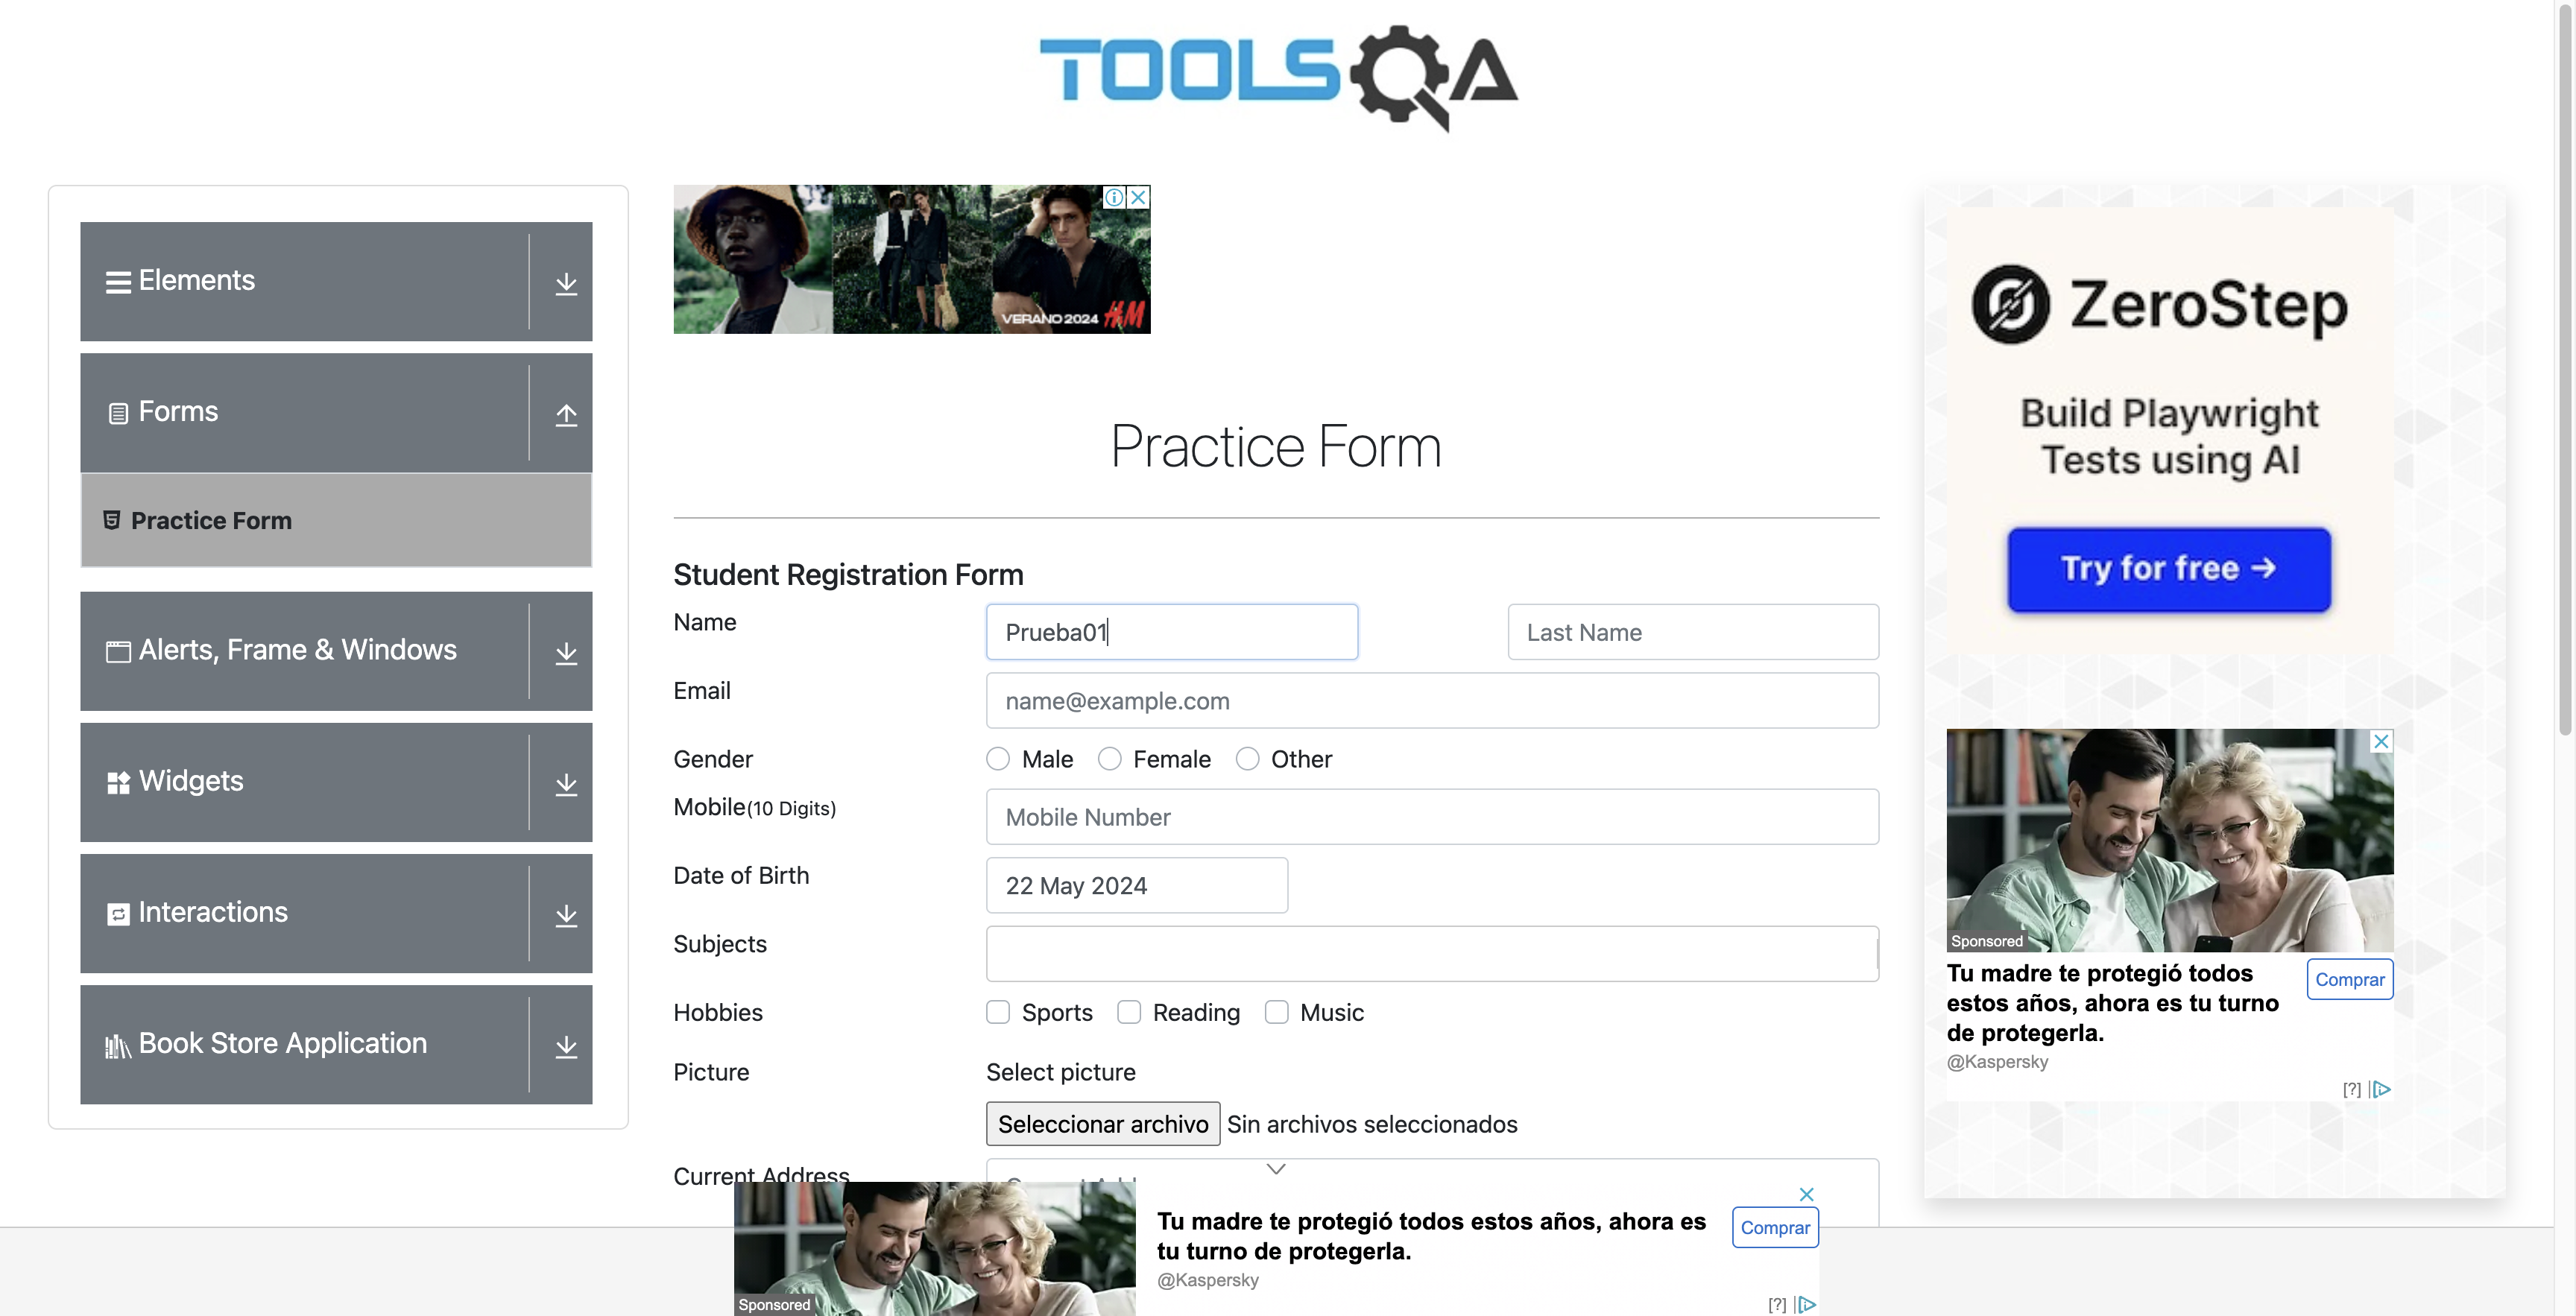 TOOLSQA
Elements
Forms
Practice Form
Alerts, Frame & Windows
Widgets
Interactions
Book Store Application
VERANO 2024 H&M
Practice Form
Student Registration Form
Name
Prueba01
Last Name
Email
name@example.com
Gender
Male
Female
Other
Mobile(10 Digits)
Mobile Number
Date of Birth
22 May 2024
Subjects
Hobbies
Sports
Reading
Music
Picture
Select picture
Seleccionar archivo Sin archivos seleccionados
Current Address
ZeroStep
Build Playwright
Tests using AI
Try for free →
Sponsored
Tu madre te protegió todos
estos años, ahora es tu turno
de protegerla.
Comprar
@Kaspersky
[?]
Sponsored
Tu madre te protegió todos estos años, ahora es
tu turno de protegerla.
Comprar
@Kaspersky
[?]